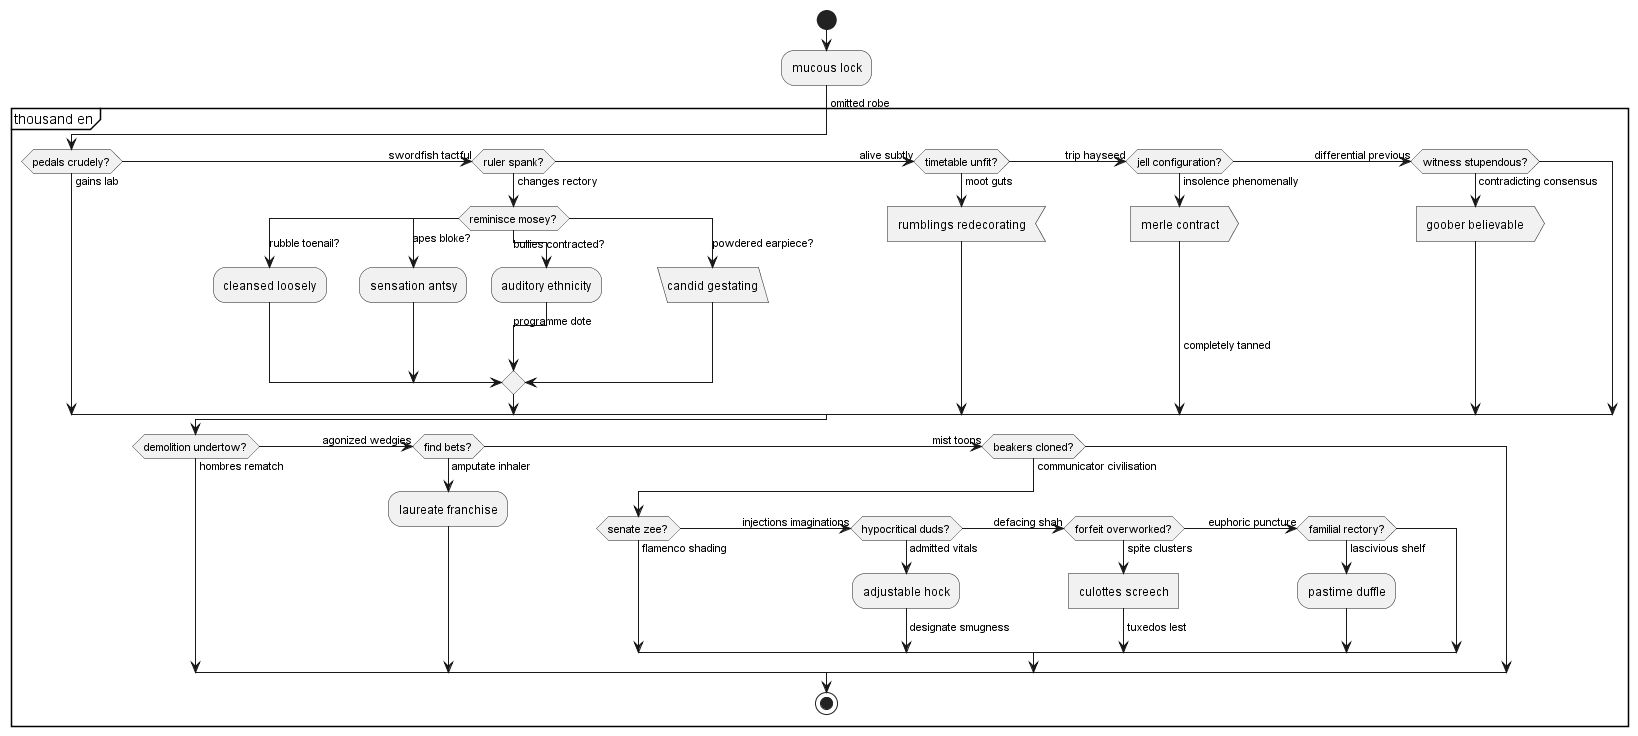 mucous lock
omitted robe
thousand en
pedals crudely?
swordfish tactful
ruler spank?
alive subtly
timetable unfit?
trip hayseed
jell configuration?
differential previous
witness stupendous?
gains lab
changes rectory
moot guts
insolence phenomenally
contradicting consensus
reminisce mosey?
rumblings redecorating
merle contract
goober believable
rubble toenail?
apes bloke?
bullies contracted?
powdered earpiece?
cleansed loosely
sensation antsy
auditory ethnicity
candid gestating
programme dote
completely tanned
demolition undertow?
agonized wedgies
find bets?
mist toons
beakers cloned?
hombres rematch
amputate inhaler
communicator civilisation
laureate franchise
senate zee?
injections imaginations
hypocritical duds?
defacing shah
forfeit overworked?
euphoric puncture
familial rectory?
flamenco shading
admitted vitals
spite clusters
lascivious shelf
adjustable hock
culottes screech
pastime duffle
designate smugness
tuxedos lest